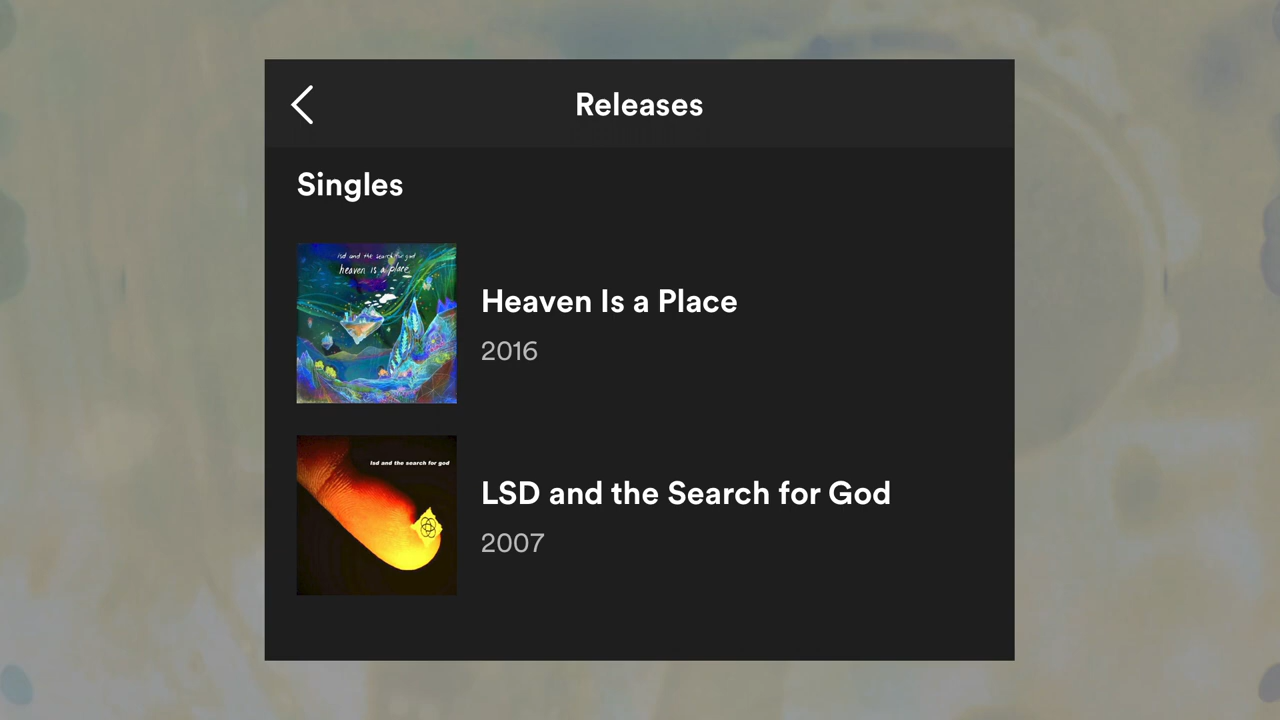 Releases
Singles
lsd and the search for god
heaven is a place
Heaven Is a Place
2016
lsd and the search for god
LSD and the Search for God
2007